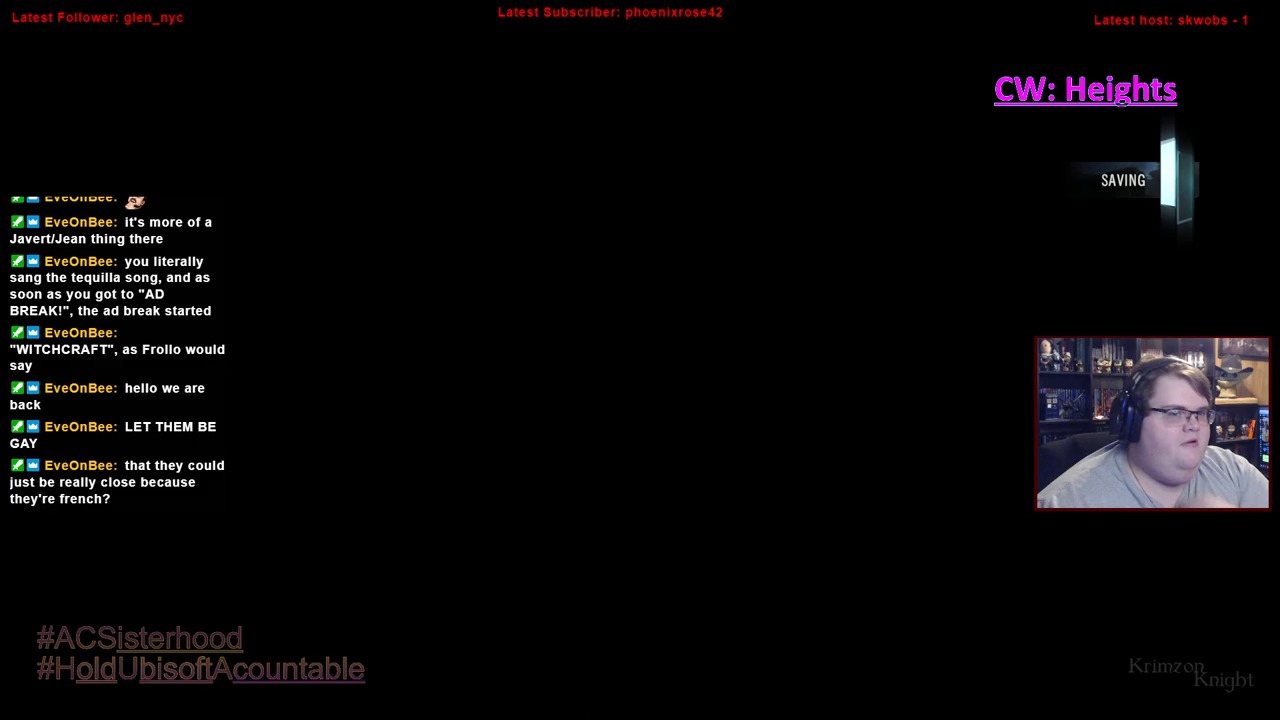 Latest Follower: glen_nyc
Latest Subscriber: phoenixrose42
Latest host: skwobs - 1
CW: Heights
SAVING
EveOnBee:
EveOnBee: it's more of a
Javert/Jean thing there
EveOnBee: you literally
sang the tequilla song, and as
soon as you got to "AD
BREAK!", the ad break started
EveOnBee:
"WITCHCRAFT", as Frollo would
say
EveOnBee: hello we are
back
EveOnBee: LET THEM BE
GAY
EveOnBee: that they could
just be really close because
they're french?
#ACSisterhood
#HoldUbisoftAcountable
Krimzon
Knight